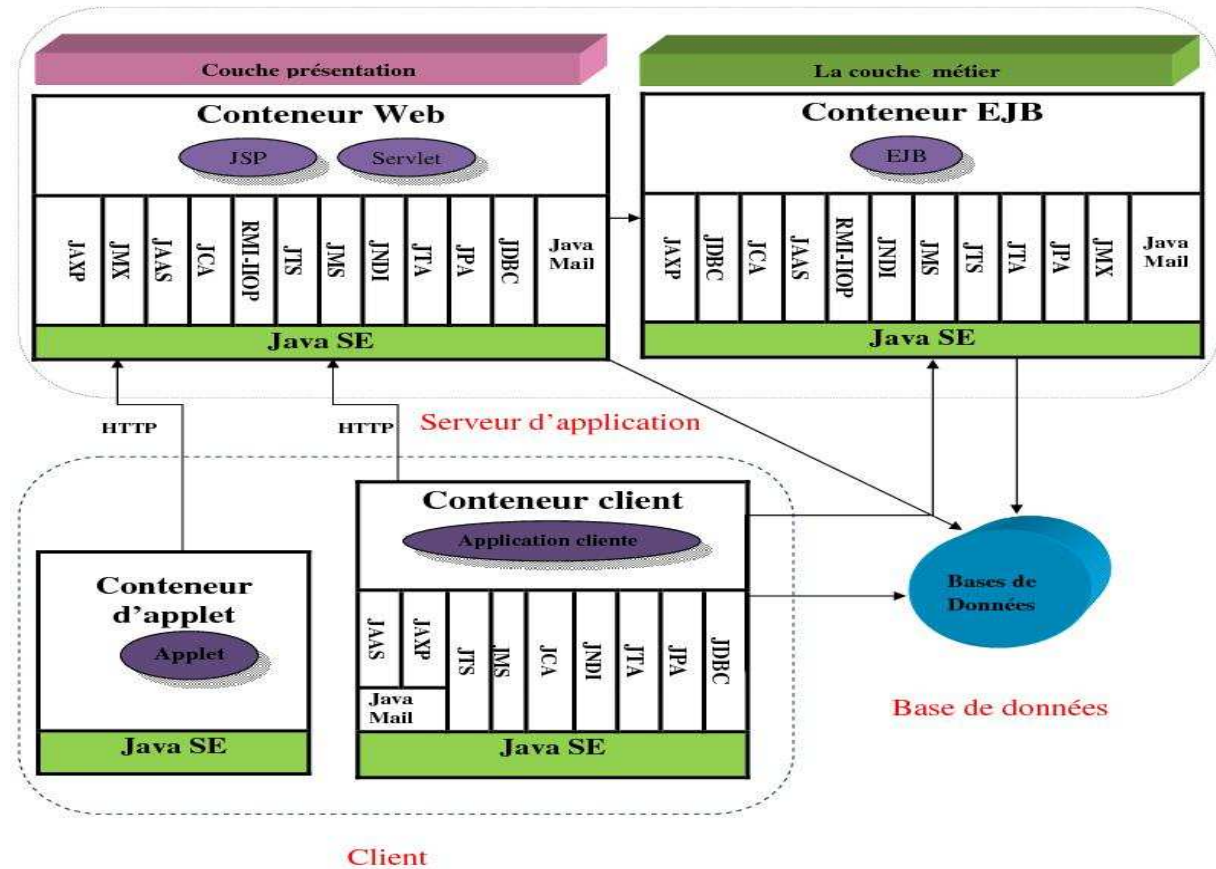 Couche présentation
La couche métier
Conteneur Web
JSP
Servlet
JAXP
JMX
JAAS
JCA
RMI-IIOP
JTS
JMS
JNDI
JTA
JPA
JDBC
Java
Mail
Java SE
Conteneur EJB
EJB
JAXP
JDBC
JCA
JAAS
RMI-IIOP
JNDI
JMS
JTS
JTA
JPA
JMX
Java
Mail
Java SE
HTTP
HTTP
Serveur d'application
Conteneur
d'applet
Applet
Java SE
Conteneur client
Application cliente
JAAS
JAXP
Java
Mail
JTS
JMS
JCA
JNDI
JTA
JPA
JDBC
Java SE
Bases de
Données
Base de données
Client